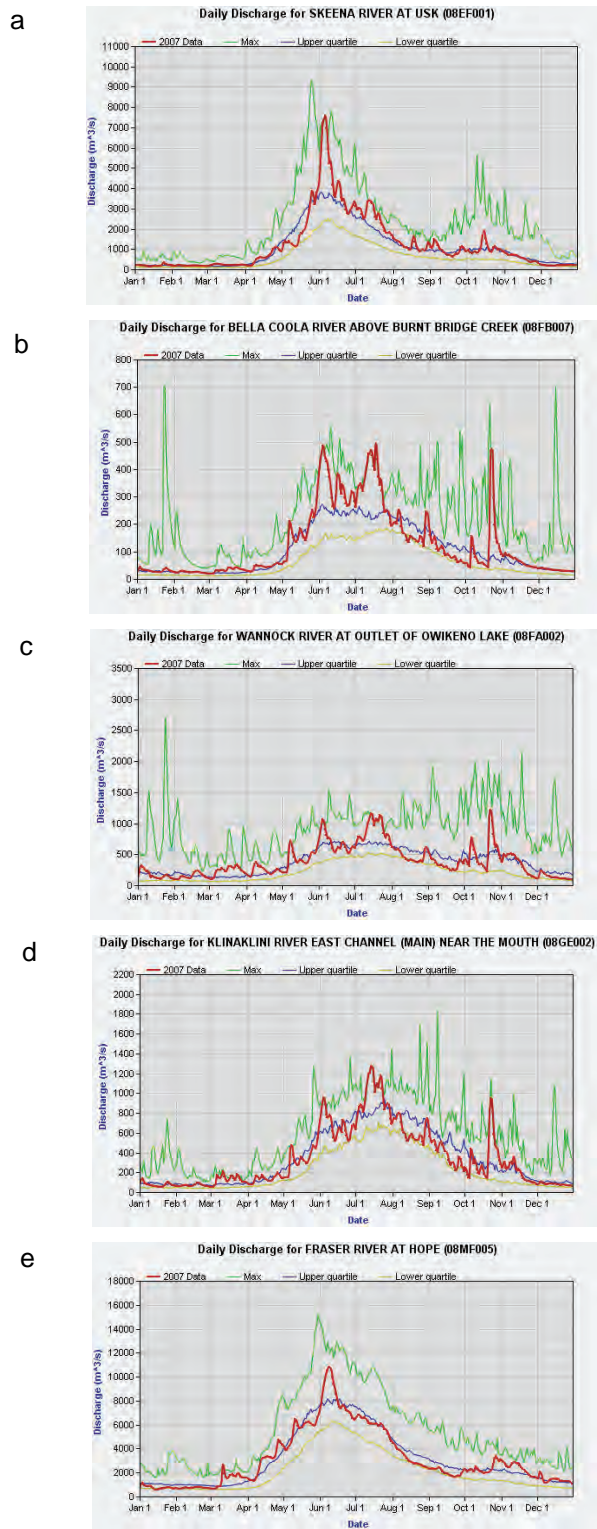 a
Daily Discharge for SKEENA RIVER AT USK (08EF001)
2007 Data Max Upper quartile Lower quartile
11000
10000
9000
8000
7000
6000
5000
4000
3000
2000
1000
0
Discharge (m^3/s)
Jan 1 Feb 1 Mar 1 Apr 1 May 1 Jun 1 Jul 1 Aug 1 Sep 1 Oct 1 Nov 1 Dec 1
Date
b
Daily Discharge for BELLA COOLA RIVER ABOVE BURNT BRIDGE CREEK (08FB007)
2007 Data Max Upper quartile Lower quartile
800
700
600
500
400
300
200
100
0
Discharge (m^3/s)
Jan 1 Feb 1 Mar 1 Apr 1 May 1 Jun 1 Jul 1 Aug 1 Sep 1 Oct 1 Nov 1 Dec 1
Date
c
Daily Discharge for WANNOCK RIVER AT OUTLET OF OWIKENO LAKE (08FA002)
2007 Data Max Upper quartile Lower quartile
3500
3000
2500
2000
1500
1000
500
0
Discharge (m^3/s)
Jan 1 Feb 1 Mar 1 Apr 1 May 1 Jun 1 Jul 1 Aug 1 Sep 1 Oct 1 Nov 1 Dec 1
Date
d
Daily Discharge for KLINAKLINI RIVER EAST CHANNEL (MAIN) NEAR THE MOUTH (08GE002)
2007 Data Max Upper quartile Lower quartile
2200
2000
1800
1600
1400
1200
1000
800
600
400
200
0
Discharge (m^3/s)
Jan 1 Feb 1 Mar 1 Apr 1 May 1 Jun 1 Jul 1 Aug 1 Sep 1 Oct 1 Nov 1 Dec 1
Date
e
Daily Discharge for FRASER RIVER AT HOPE (08MF005)
2007 Data Max Upper quartile Lower quartile
18000
16000
14000
12000
10000
8000
6000
4000
2000
0
Discharge (m^3/s)
Jan 1 Feb 1 Mar 1 Apr 1 May 1 Jun 1 Jul 1 Aug 1 Sep 1 Oct 1 Nov 1 Dec 1
Date